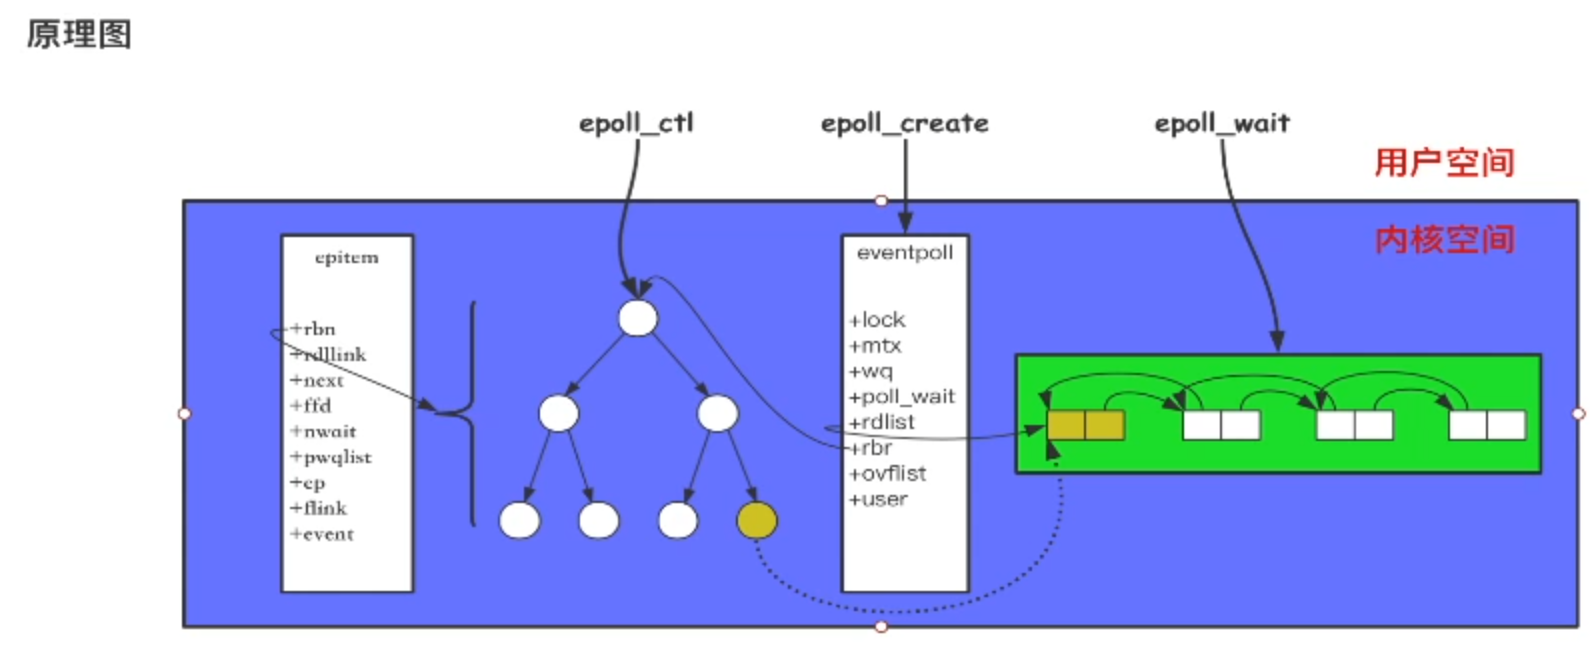 原理图
epoll_ctl
epoll_create
epoll_wait
用户空间
内核空间
epitem
+rbn
+rdllink
+next
+ffd
+nwait
+pwqlist
+ep
+flink
+event
eventpoll
+lock
+mtx
+wq
+poll_wait
+rdlist
+rbr
+ovflist
+user